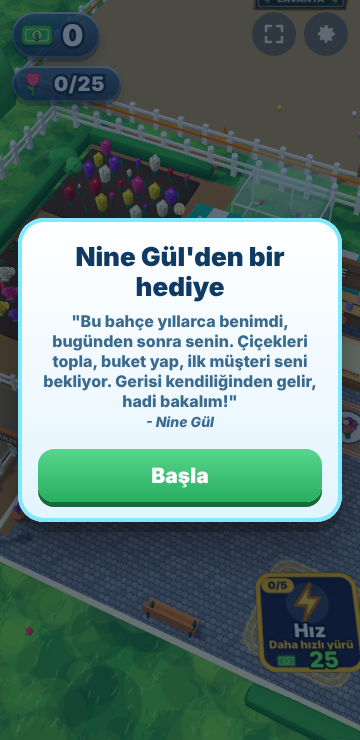 LAVANTA
0
0/25
Nine Gül'den bir
hediye
"Bu bahçe yıllarca benimdi,
bugünden sonra senin. Çiçekleri
topla, buket yap, ilk müşteri seni
bekliyor. Gerisi kendiliğinden gelir,
hadi bakalım!"
- Nine Gül
Başla
0/5
Hız
Daha hızlı yürü
25